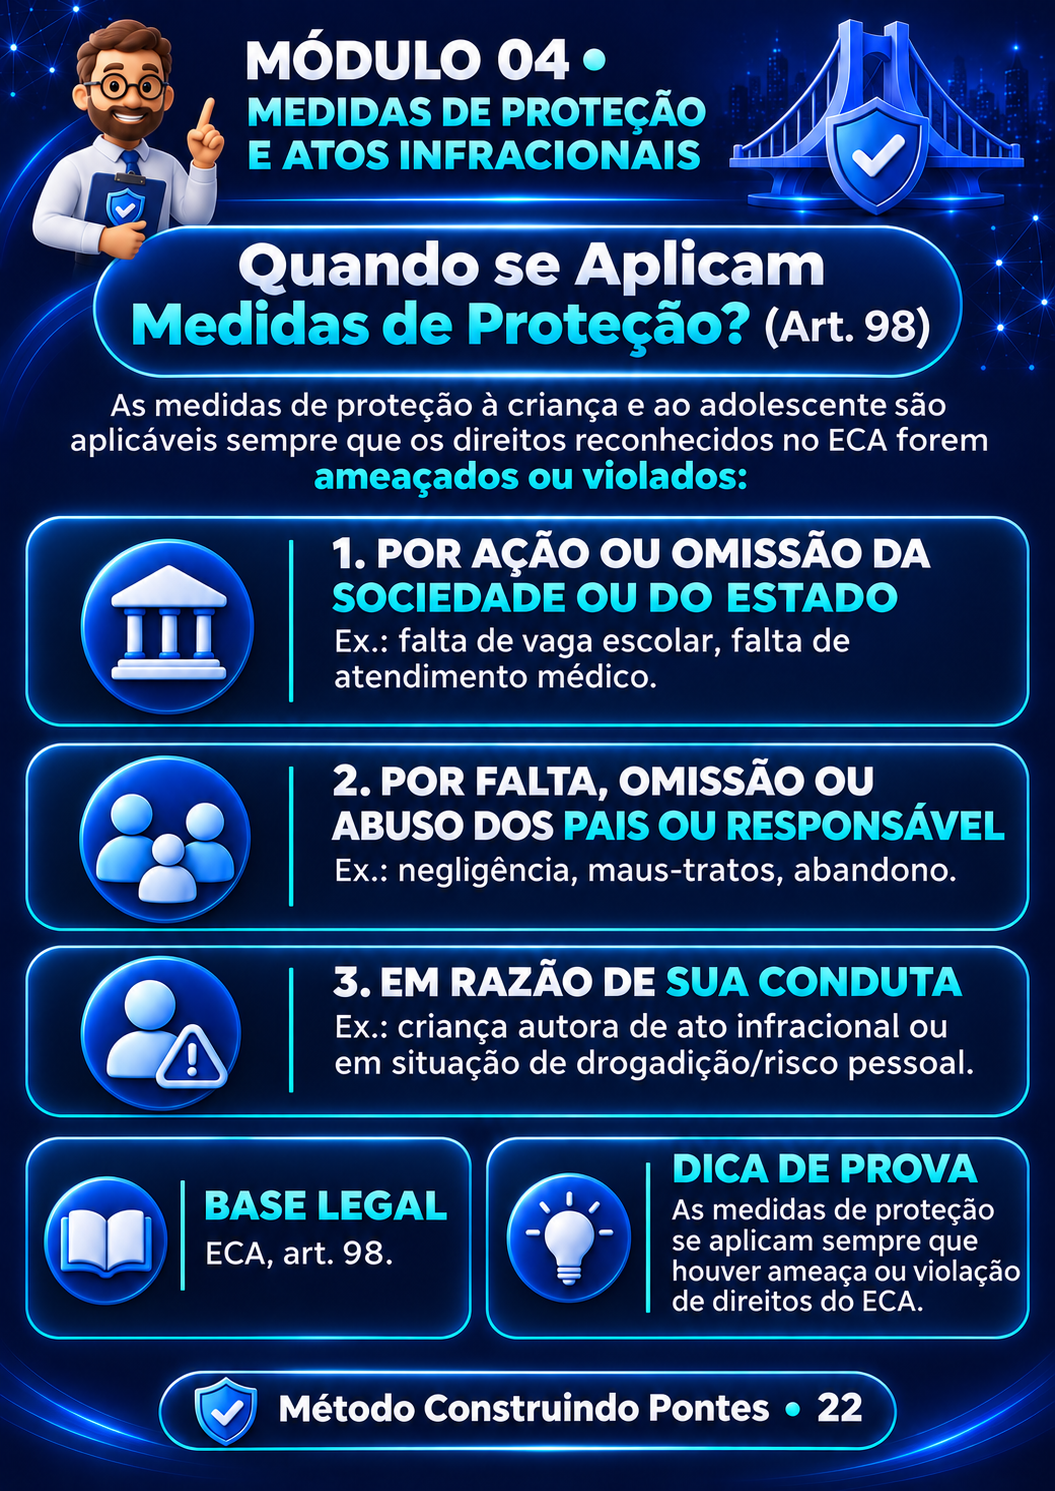 MÓDULO 04 •
MEDIDAS DE PROTEÇÃO
E ATOS INFRACIONAIS
Quando se Aplicam
Medidas de Proteção? (Art. 98)
As medidas de proteção à criança e ao adolescente são
aplicáveis sempre que os direitos reconhecidos no ECA forem
ameaçados ou violados:
1. POR AÇÃO OU OMISSÃO DA
SOCIEDADE OU DO ESTADO
Ex.: falta de vaga escolar, falta de
atendimento médico.
2. POR FALTA, OMISSÃO OU
ABUSO DOS PAIS OU RESPONSÁVEL
Ex.: negligência, maus-tratos, abandono.
3. EM RAZÃO DE SUA CONDUTA
Ex.: criança autora de ato infracional ou
em situação de drogadição/risco pessoal.
BASE LEGAL
ECA, art. 98.
DICA DE PROVA
As medidas de proteção
se aplicam sempre que
houver ameaça ou violação
de direitos do ECA.
Método Construindo Pontes • 22